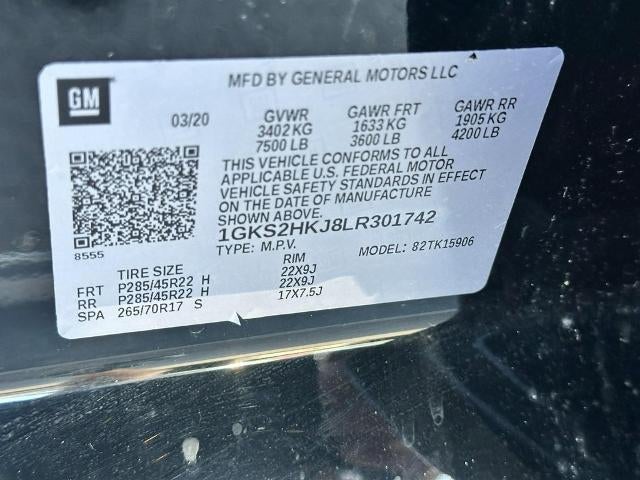 GM
MFD BY GENERAL MOTORS LLC
03/20 GVWR GAWR FRT GAWR RR
3402 KG 1633 KG 1905 KG
7500 LB 3600 LB 4200 LB
THIS VEHICLE CONFORMS TO ALL
APPLICABLE U.S. FEDERAL MOTOR
VEHICLE SAFETY STANDARDS IN EFFECT
ON THE DATE OF MANUFACTURE
SHOWN ABOVE.
8555
1GKS2HKJ8LR301742
TYPE: M.P.V. MODEL: 82TK15906
TIRE SIZE RIM
FRT P285/45R22 H 22X9J
RR P285/45R22 H 22X9J
SPA 265/70R17 S 17X7.5J